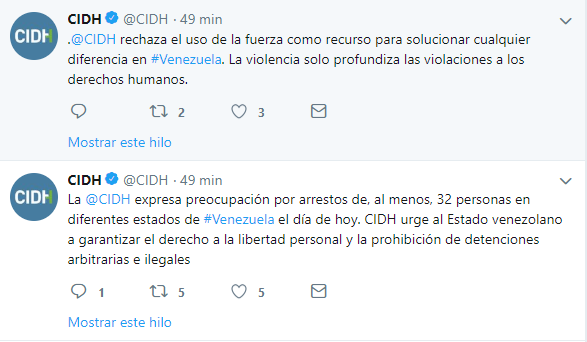 CIDH @CIDH · 49 min
CIDH
.@CIDH rechaza el uso de la fuerza como recurso para solucionar cualquier
diferencia en #Venezuela. La violencia solo profundiza las violaciones a los
derechos humanos.
2 3
Mostrar este hilo
CIDH @CIDH · 49 min
CIDH
La @CIDH expresa preocupación por arrestos de, al menos, 32 personas en
diferentes estados de #Venezuela el día de hoy. CIDH urge al Estado venezolano
a garantizar el derecho a la libertad personal y la prohibición de detenciones
arbitrarias e ilegales
1 5 5
Mostrar este hilo